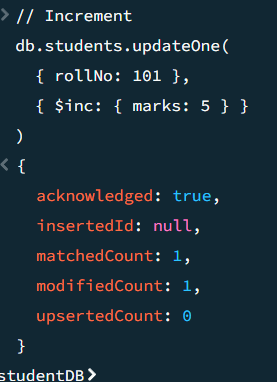 > // Increment
db.students.updateOne(
  { rollNo: 101 },
  { $inc: { marks: 5 } }
)
< {
  acknowledged: true,
  insertedId: null,
  matchedCount: 1,
  modifiedCount: 1,
  upsertedCount: 0
}
studentDB>